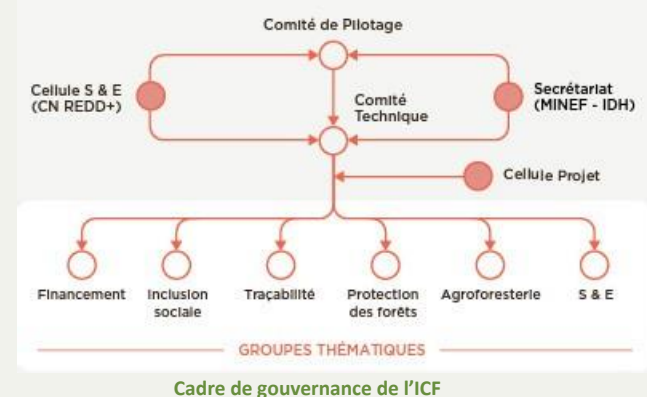 Comité de Pilotage
Cellule S & E
(CN REDD+)
Comité
Technique
Secrétariat
(MINEF - IDH)
Cellule Projet
Financement
Inclusion
sociale
Traçabilité
Protection
des forêts
Agroforesterie
S & E
GROUPES THÉMATIQUES
Cadre de gouvernance de l'ICF